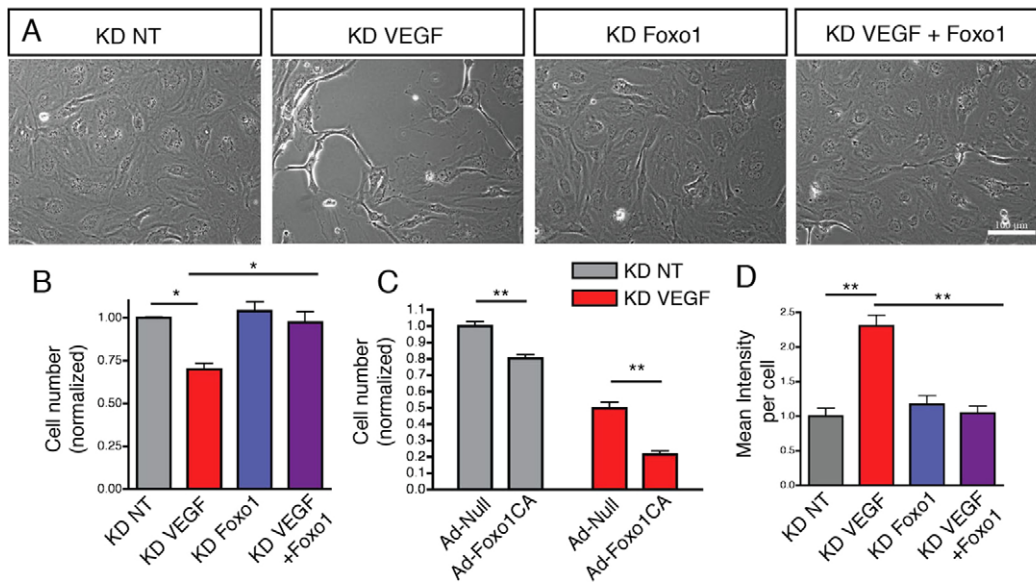 A
KD NT
KD VEGF
KD Foxo1
KD VEGF + Foxo1
100 µm
B
*
*
Cell number
(normalized)
1.00
0.75
0.50
0.25
0.00
KD NT
KD VEGF
KD Foxo1
KD VEGF
+Foxo1
C
KD NT
KD VEGF
**
**
Cell number
(normalized)
1.1
1.0
0.9
0.8
0.7
0.6
0.5
0.4
0.3
0.2
0.1
0.0
Ad-Null
Ad-Foxo1CA
Ad-Null
Ad-Foxo1CA
D
**
**
Mean Intensity
per cell
2.5
2.0
1.5
1.0
0.5
0.0
KD NT
KD VEGF
KD Foxo1
KD VEGF
+Foxo1